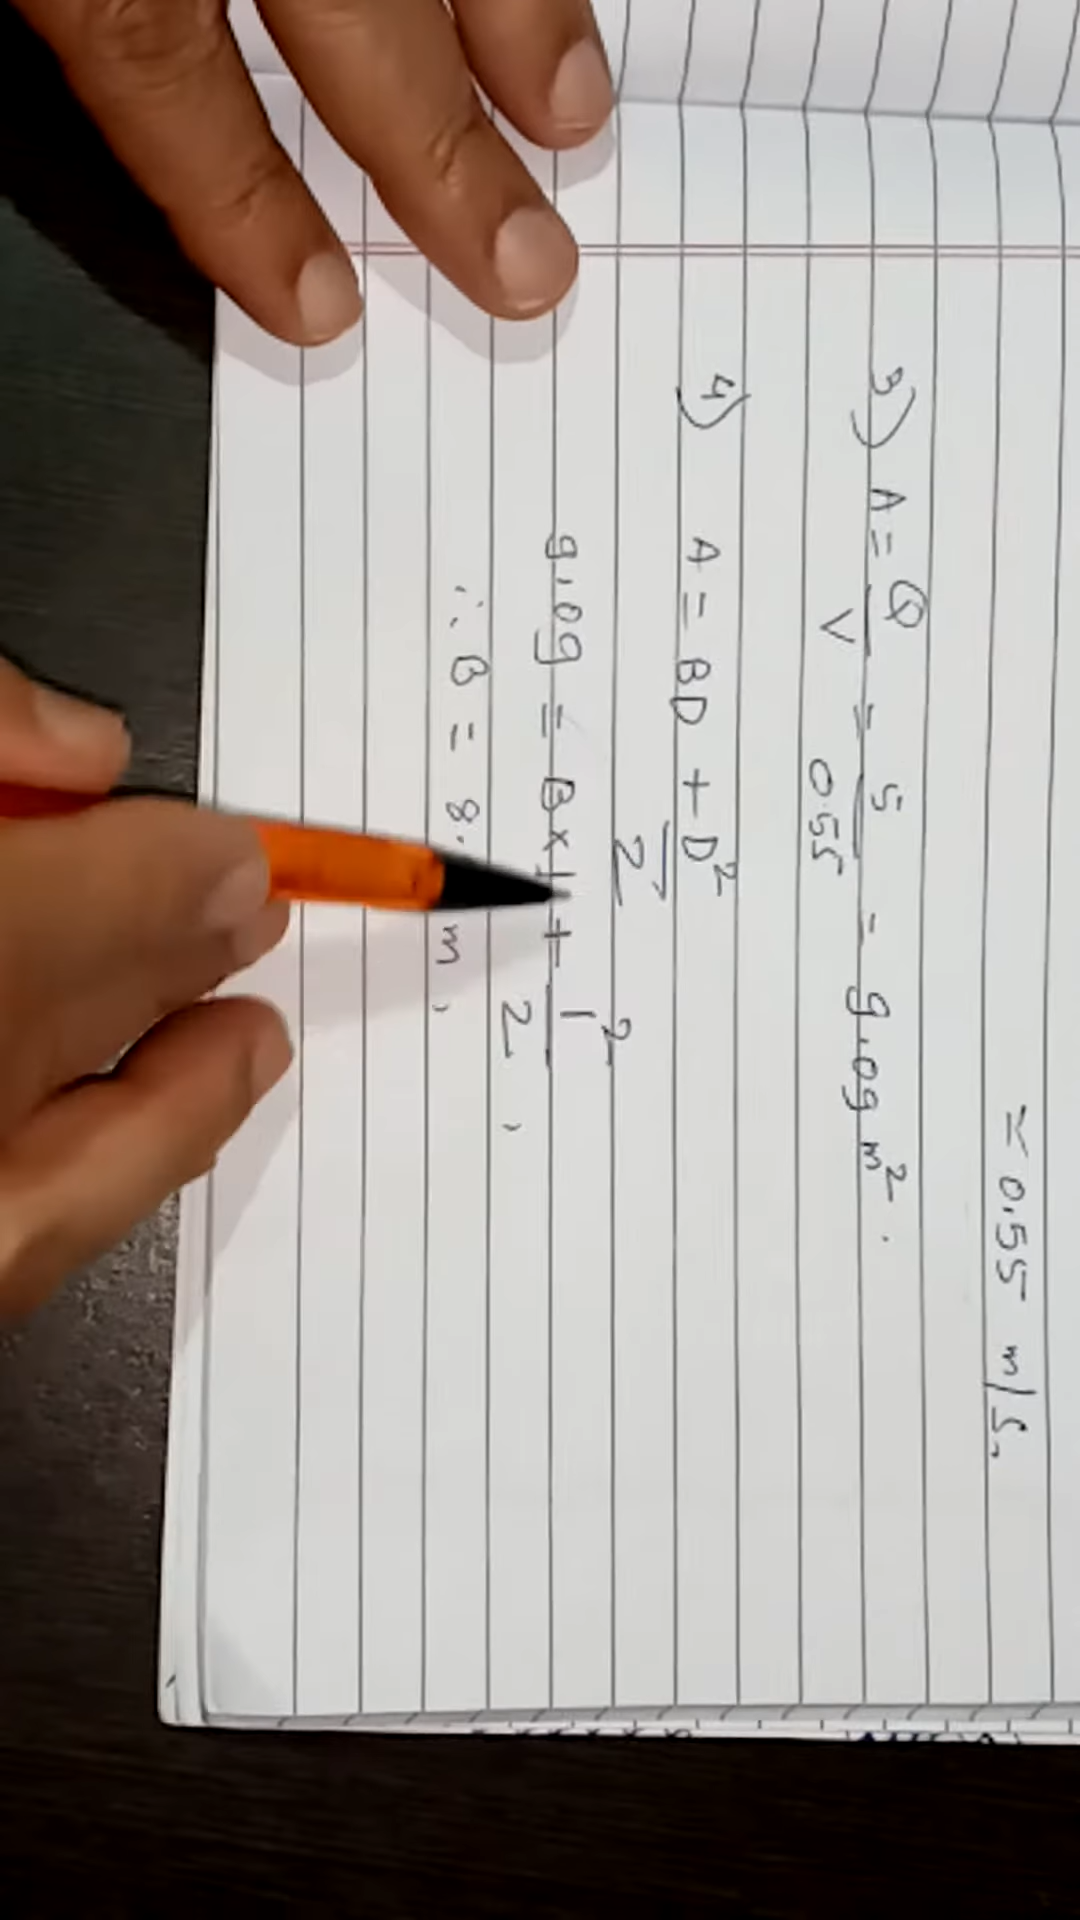 = 0.55 m/s.
3) A = Q/V = 5/0.55 = 9.09 m².
4) A = BD + D²/2
9.09 = B×1 + 1²/2,
∴ B = 8. m,